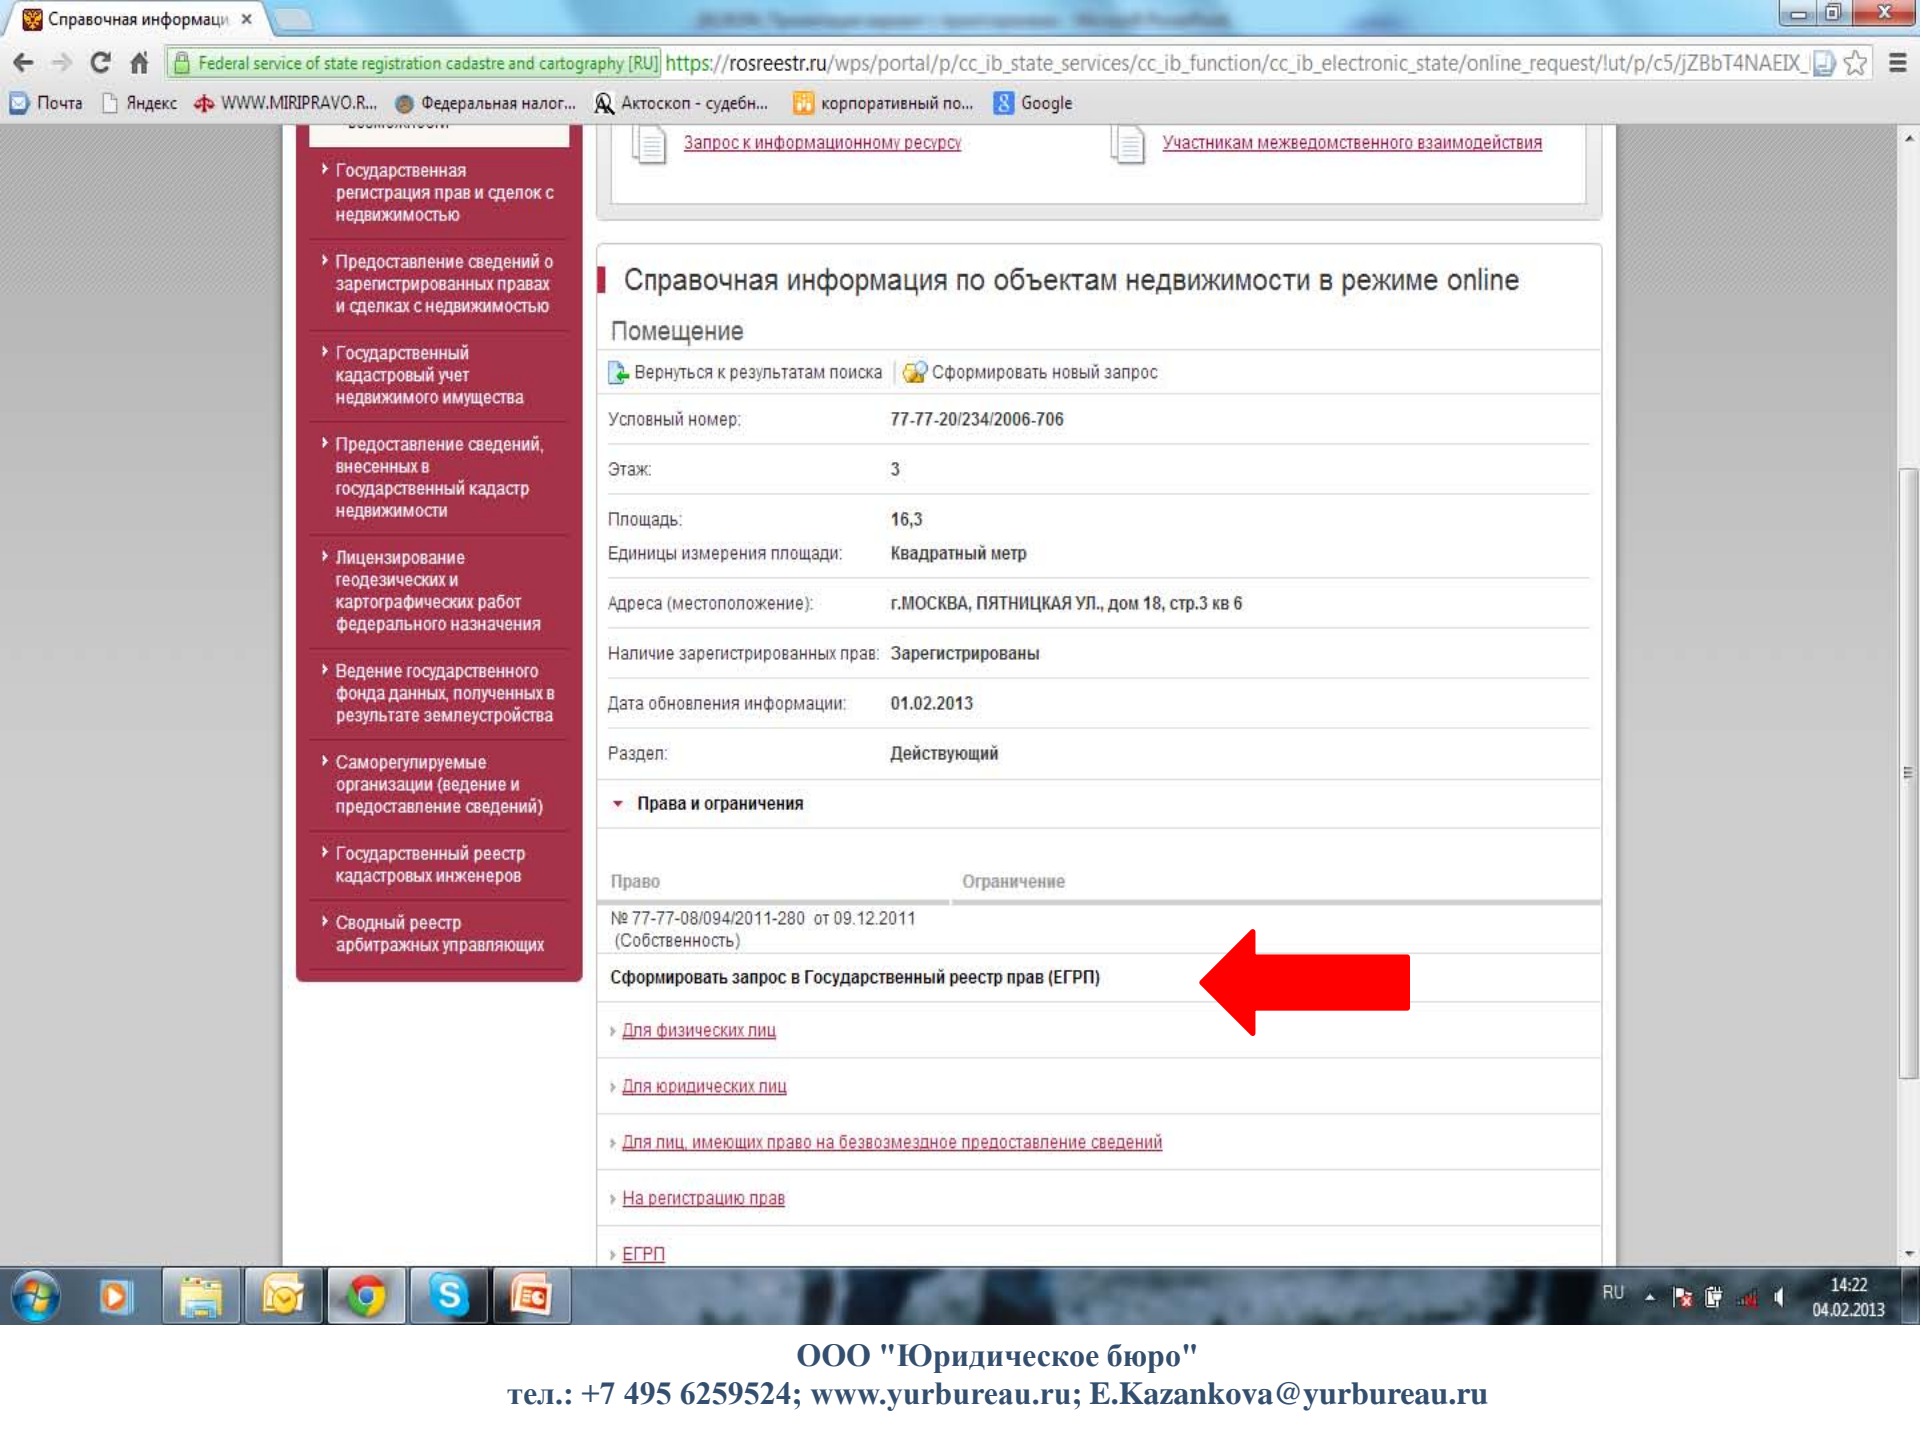 Справочная информаци
Federal service of state registration cadastre and cartography [RU] https://rosreestr.ru/wps/portal/p/cc_ib_state_services/cc_ib_function/cc_ib_electronic_state/online_request/!ut/p/c5/jZBbT4NAEIX_
Почта Яндекс WWW.MIRIPRAVO.R... Федеральная налог... Актоскоп - судебн... корпоративный по... Google
Государственная
регистрация прав и сделок с
недвижимостью
Предоставление сведений о
зарегистрированных правах
и сделках с недвижимостью
Государственный
кадастровый учет
недвижимого имущества
Предоставление сведений,
внесенных в
государственный кадастр
недвижимости
Лицензирование
геодезических и
картографических работ
федерального назначения
Ведение государственного
фонда данных, полученных в
результате землеустройства
Саморегулируемые
организации (ведение и
предоставление сведений)
Государственный реестр
кадастровых инженеров
Сводный реестр
арбитражных управляющих
Запрос к информационному ресурсу
Участникам межведомственного взаимодействия
Справочная информация по объектам недвижимости в режиме online
Помещение
Вернуться к результатам поиска Сформировать новый запрос
Условный номер: 77-77-20/234/2006-706
Этаж: 3
Площадь: 16,3
Единицы измерения площади: Квадратный метр
Адреса (местоположение): г.МОСКВА, ПЯТНИЦКАЯ УЛ., дом 18, стр.3 кв 6
Наличие зарегистрированных прав: Зарегистрированы
Дата обновления информации: 01.02.2013
Раздел: Действующий
Права и ограничения
Право Ограничение
№ 77-77-08/094/2011-280 от 09.12.2011
(Собственность)
Сформировать запрос в Государственный реестр прав (ЕГРП)
Для физических лиц
Для юридических лиц
Для лиц, имеющих право на безвозмездное предоставление сведений
На регистрацию прав
ЕГРП
RU 14:22
04.02.2013
ООО "Юридическое бюро"
тел.: +7 495 6259524; www.yurbureau.ru; E.Kazankova@yurbureau.ru